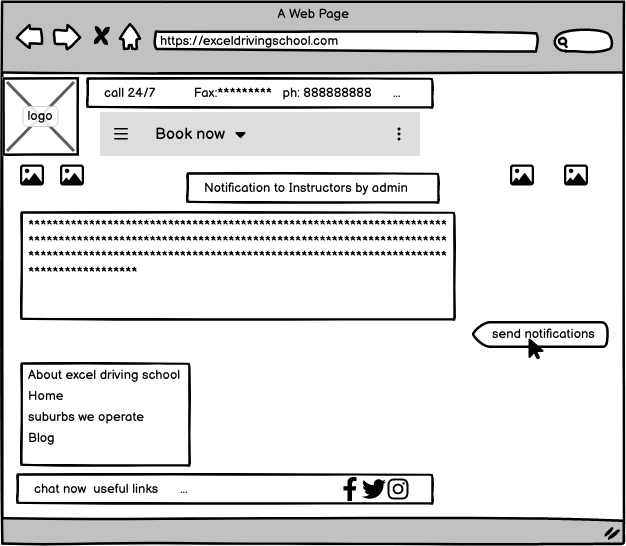 A Web Page
https://exceldrivingschool.com
logo
call 24/7 Fax:********* ph: 888888888 ...
Book now
Notification to Instructors by admin
**********************************************************************
**********************************************************************
**********************************************************************
******************
send notifications
About excel driving school
Home
suburbs we operate
Blog
chat now useful links ...